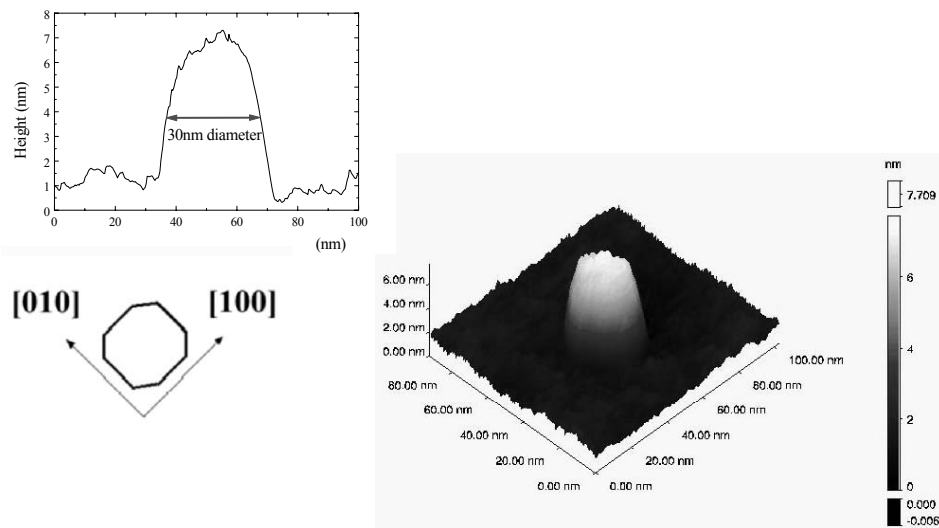 8
7
6
5
4
3
2
1
0
Height (nm)
30nm diameter
0 20 40 60 80 100
(nm)
[010] [100]
nm
7.709
6
4
2
0
0.000
-0.006
6.00 nm
4.00 nm
2.00 nm
0.00 nm
80.00 nm
60.00 nm
40.00 nm
20.00 nm
0.00 nm
100.00 nm
80.00 nm
60.00 nm
40.00 nm
20.00 nm
0.00 nm